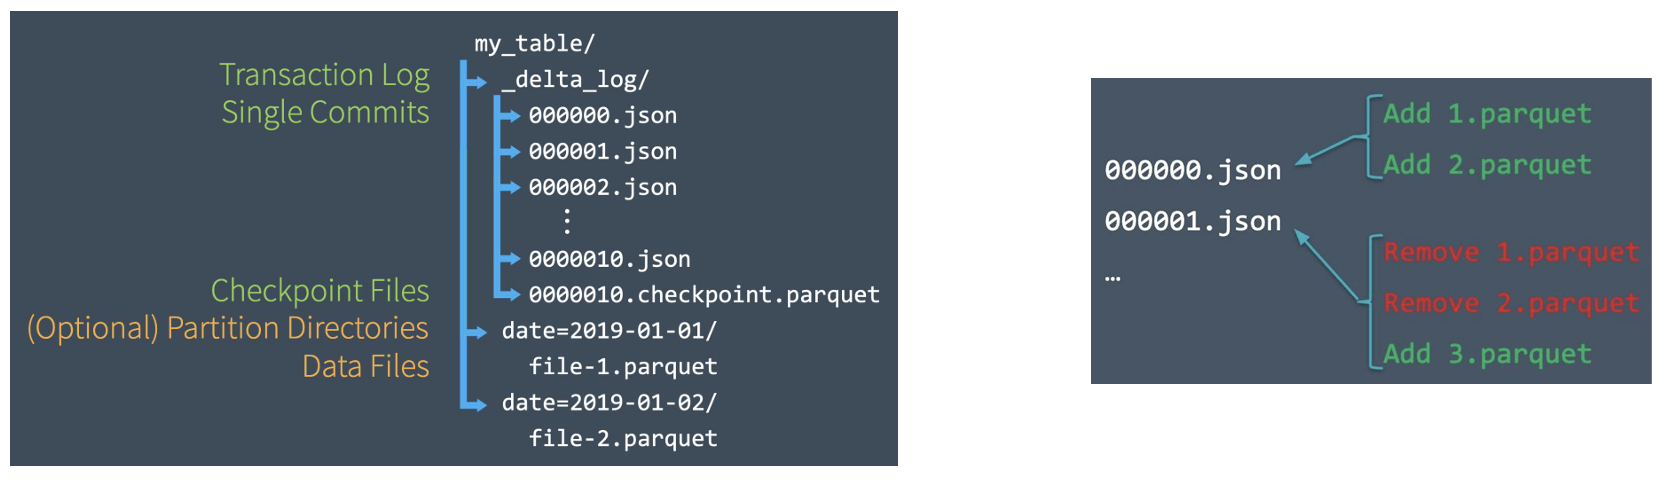 my_table/
Transaction Log
_delta_log/
Single Commits
000000.json
000001.json
000002.json
⋮
0000010.json
Checkpoint Files
0000010.checkpoint.parquet
(Optional) Partition Directories
date=2019-01-01/
Data Files
file-1.parquet
date=2019-01-02/
file-2.parquet
Add 1.parquet
Add 2.parquet
000000.json
000001.json
Remove 1.parquet
Remove 2.parquet
Add 3.parquet
…